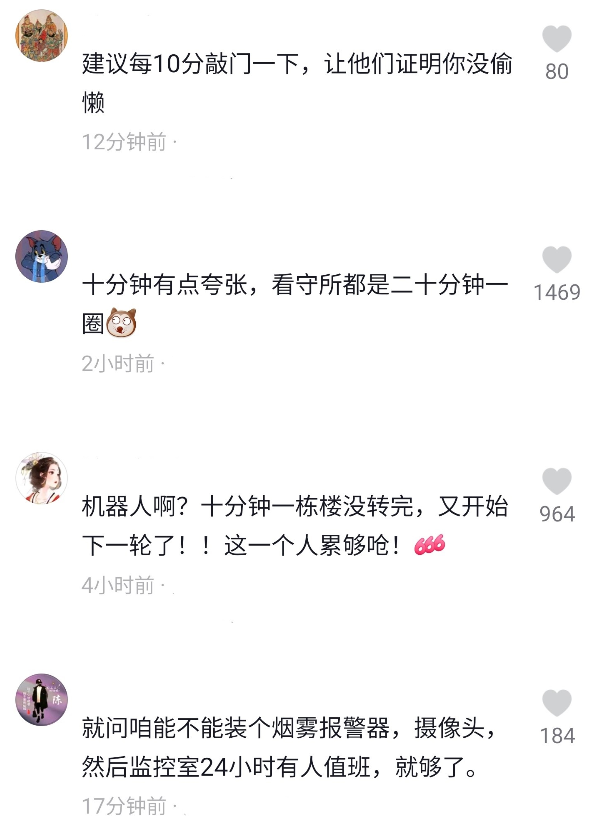 建议每10分敲门一下，让他们证明你没偷
懒
80
12分钟前 ·
十分钟有点夸张，看守所都是二十分钟一
圈
1469
2小时前 ·
机器人啊？十分钟一栋楼没转完，又开始
下一轮了！！这一个人累够呛！666
964
4小时前 ·
就问咱能不能装个烟雾报警器，摄像头，
然后监控室24小时有人值班，就够了。
184
17分钟前 ·